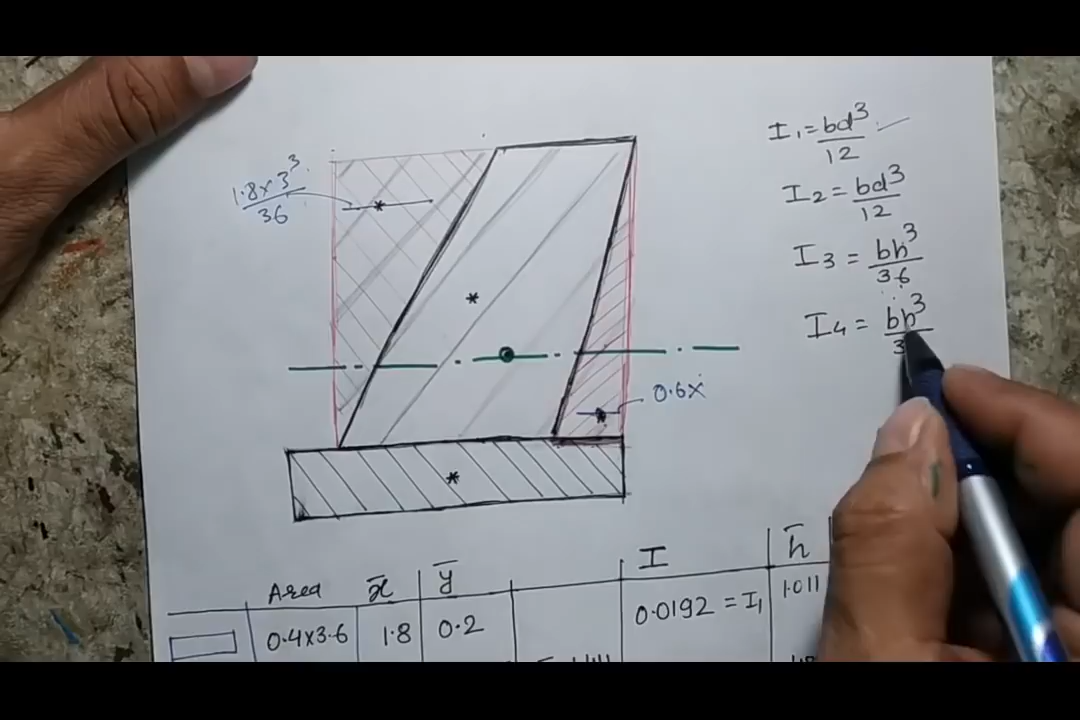 I₁ = bd³/12
I₂ = bd³/12
I₃ = bh³/36
I₄ = bh³/3
1.8×3³/36
0.6×
Area x̄ ȳ I h̄
0.4×3.6 1.8 0.2 0.0192 = I₁ 1.011